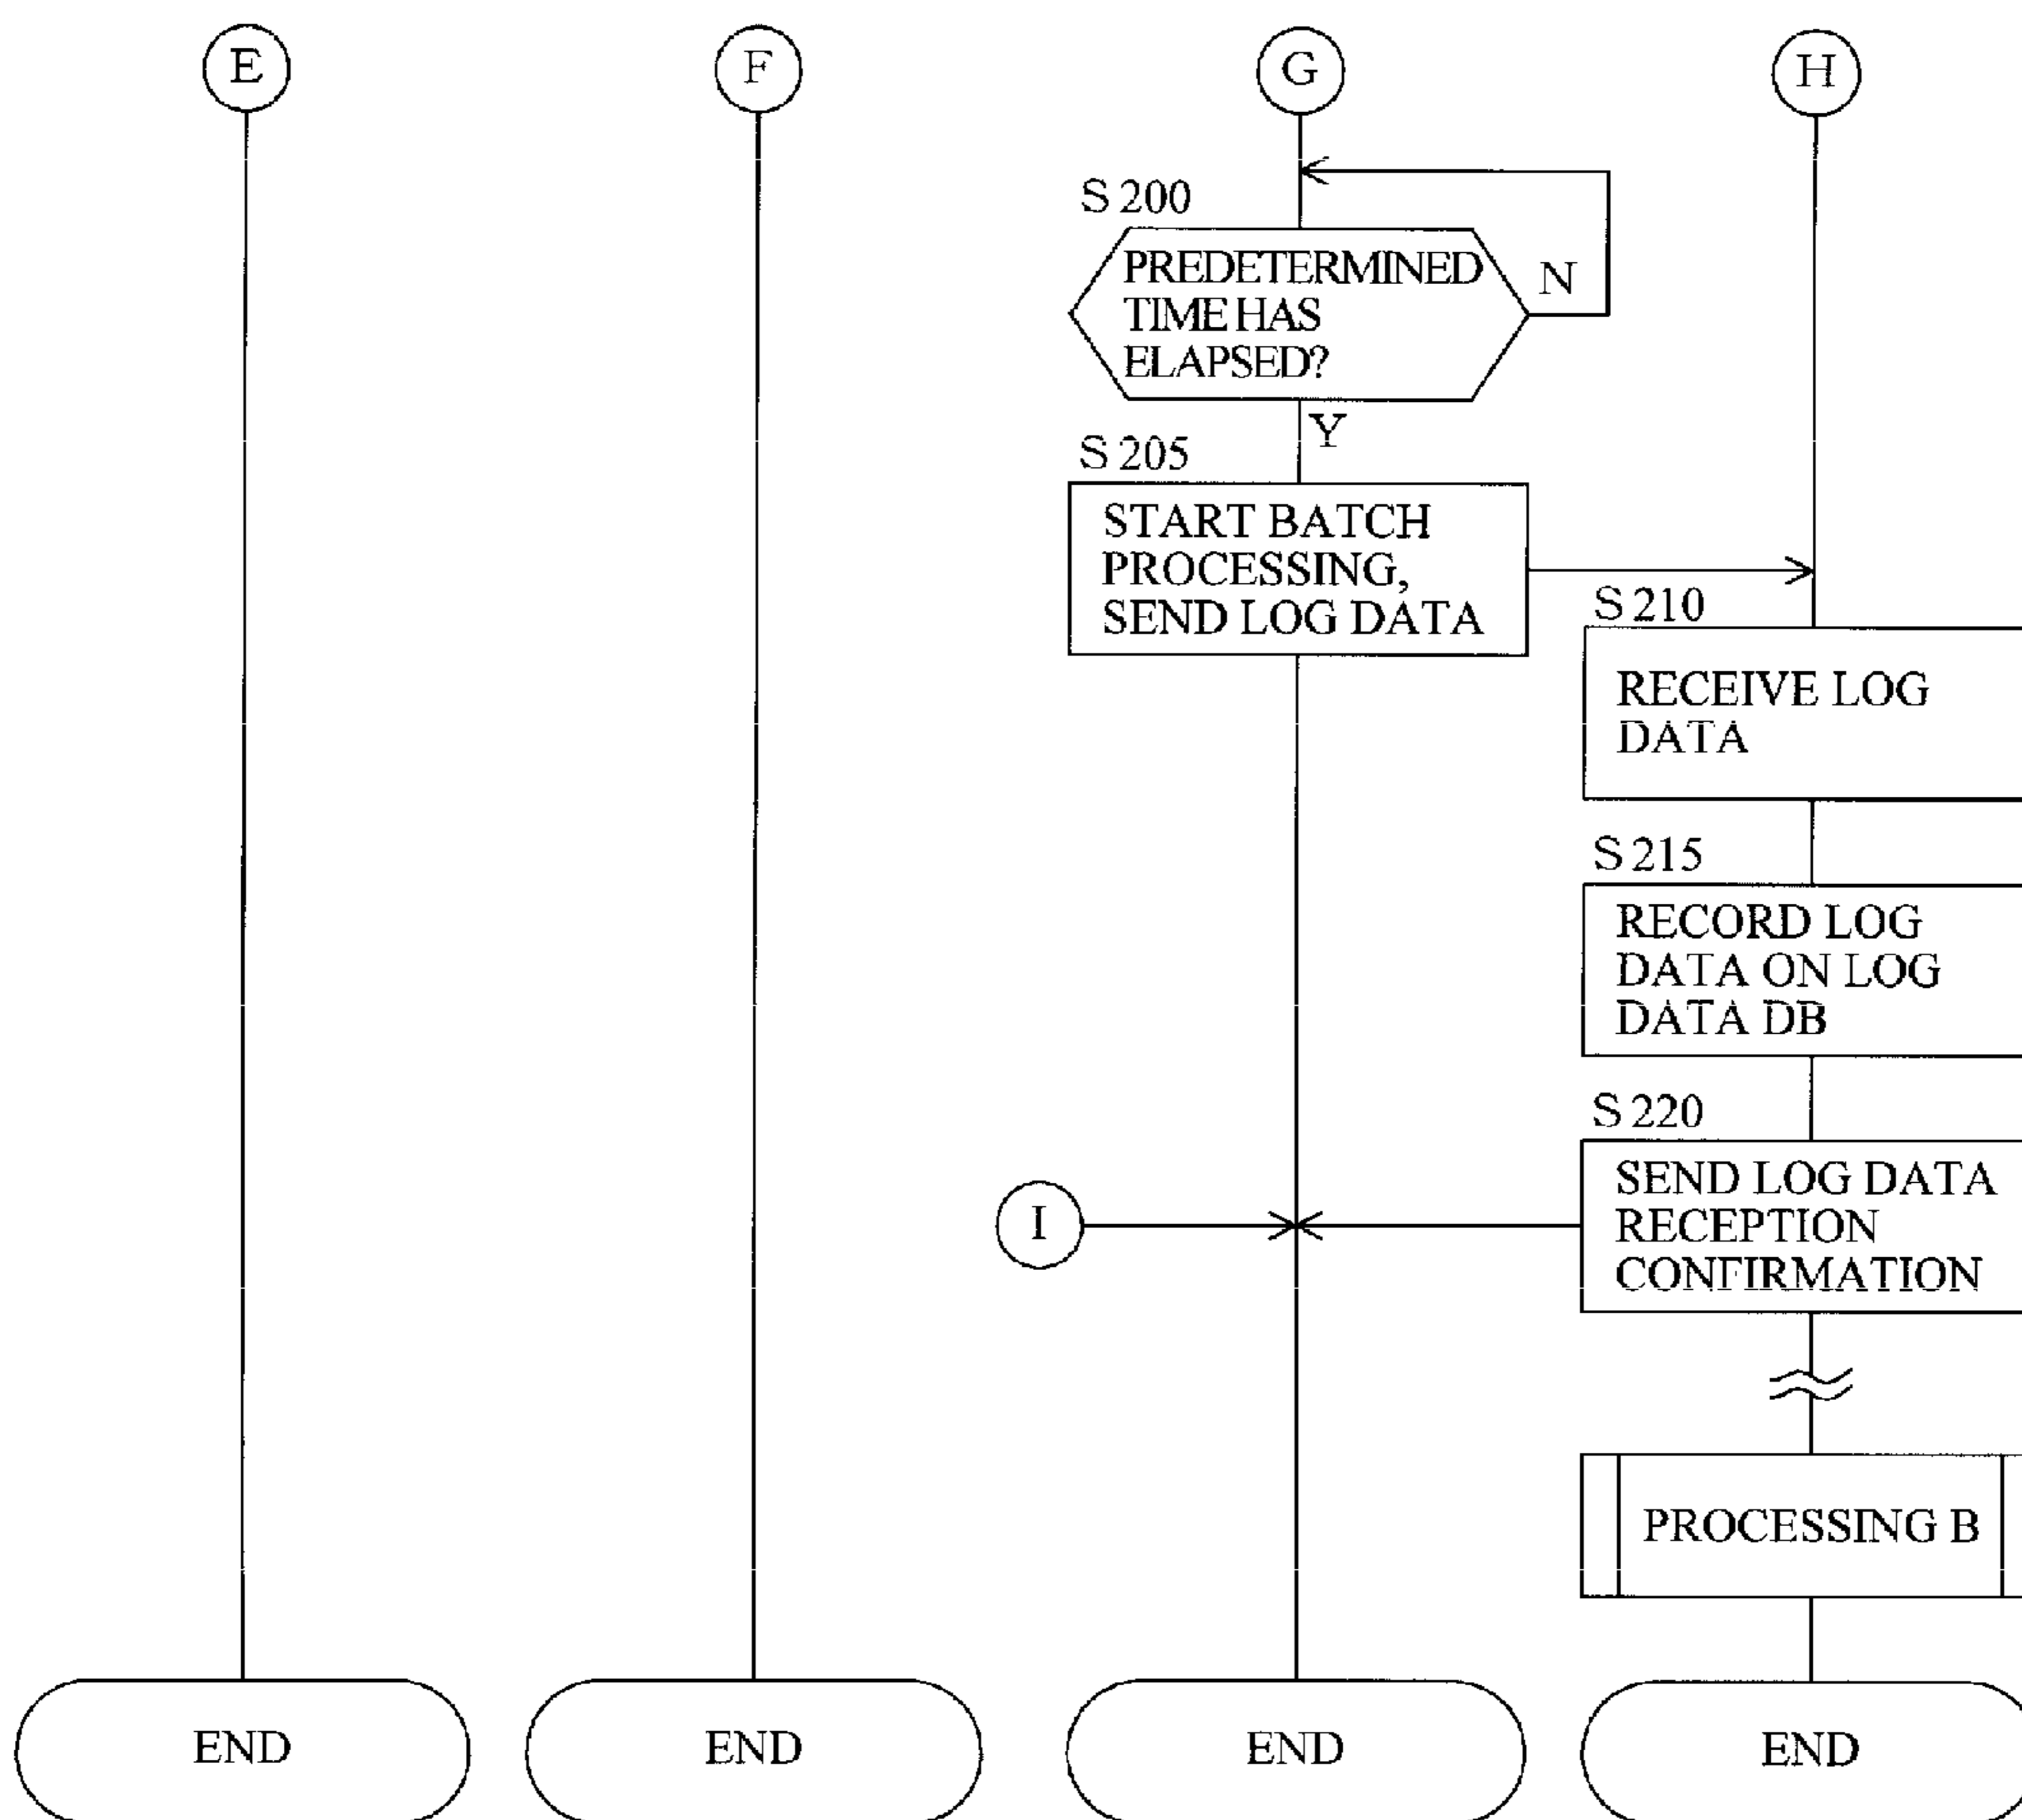 E
F
G
H
S 200
PREDETERMINED
TIME HAS
ELAPSED?
N
Y
S 205
START BATCH
PROCESSING,
SEND LOG DATA
S 210
RECEIVE LOG
DATA
S 215
RECORD LOG
DATA ON LOG
DATA DB
S 220
SEND LOG DATA
RECEPTION
CONFIRMATION
I
PROCESSING B
END
END
END
END